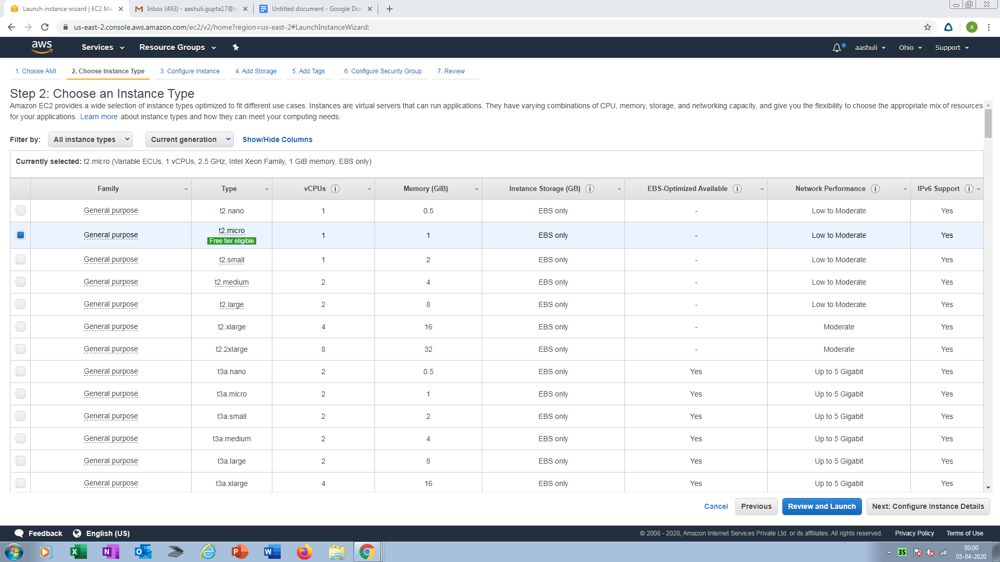 Launch instance wizard | EC2 Ma
Inbox (493) - aashuli.gupta17@si
Untitled document - Google Doc
us-east-2.console.aws.amazon.com/ec2/v2/home?region=us-east-2#LaunchInstanceWizard:
a
aws
Services
Resource Groups
aashuli
Ohio
Support
1. Choose AMI
2. Choose Instance Type
3. Configure Instance
4. Add Storage
5. Add Tags
6. Configure Security Group
7. Review
Step 2: Choose an Instance Type
Amazon EC2 provides a wide selection of instance types optimized to fit different use cases. Instances are virtual servers that can run applications. They have varying combinations of CPU, memory, storage, and networking capacity, and give you the flexibility to choose the appropriate mix of resources
for your applications. Learn more about instance types and how they can meet your computing needs.
Filter by: All instance types Current generation Show/Hide Columns
Currently selected: t2.micro (Variable ECUs, 1 vCPUs, 2.5 GHz, Intel Xeon Family, 1 GiB memory, EBS only)
Family Type vCPUs i Memory (GiB) Instance Storage (GB) i EBS-Optimized Available i Network Performance i IPv6 Support i
General purpose t2.nano 1 0.5 EBS only - Low to Moderate Yes
General purpose t2.micro 1 1 EBS only - Low to Moderate Yes
Free tier eligible
General purpose t2.small 1 2 EBS only - Low to Moderate Yes
General purpose t2.medium 2 4 EBS only - Low to Moderate Yes
General purpose t2.large 2 8 EBS only - Low to Moderate Yes
General purpose t2.xlarge 4 16 EBS only - Moderate Yes
General purpose t2.2xlarge 8 32 EBS only - Moderate Yes
General purpose t3a.nano 2 0.5 EBS only Yes Up to 5 Gigabit Yes
General purpose t3a.micro 2 1 EBS only Yes Up to 5 Gigabit Yes
General purpose t3a.small 2 2 EBS only Yes Up to 5 Gigabit Yes
General purpose t3a.medium 2 4 EBS only Yes Up to 5 Gigabit Yes
General purpose t3a.large 2 8 EBS only Yes Up to 5 Gigabit Yes
General purpose t3a.xlarge 4 16 EBS only Yes Up to 5 Gigabit Yes
Cancel Previous Review and Launch Next: Configure Instance Details
Feedback English (US)
© 2008 - 2020, Amazon Internet Services Private Ltd. or its affiliates. All rights reserved. Privacy Policy Terms of Use
35
00:00
05-04-2020